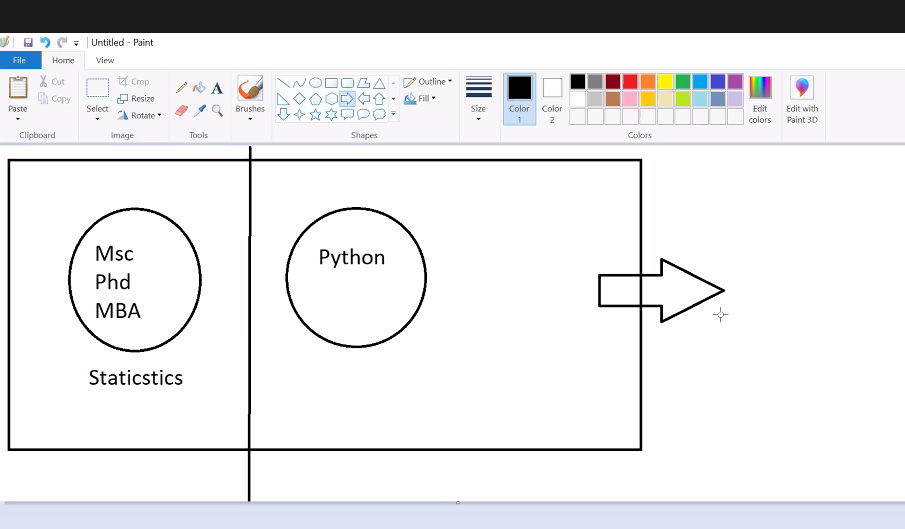 Untitled - Paint
File Home View
Paste
Cut
Copy
Clipboard
Select
Crop
Resize
Rotate
Image
A
Tools
Brushes
Outline
Fill
Shapes
Size
Color 1
Color 2
Edit colors
Colors
Edit with Paint 3D
Msc
Phd
MBA
Staticstics
Python